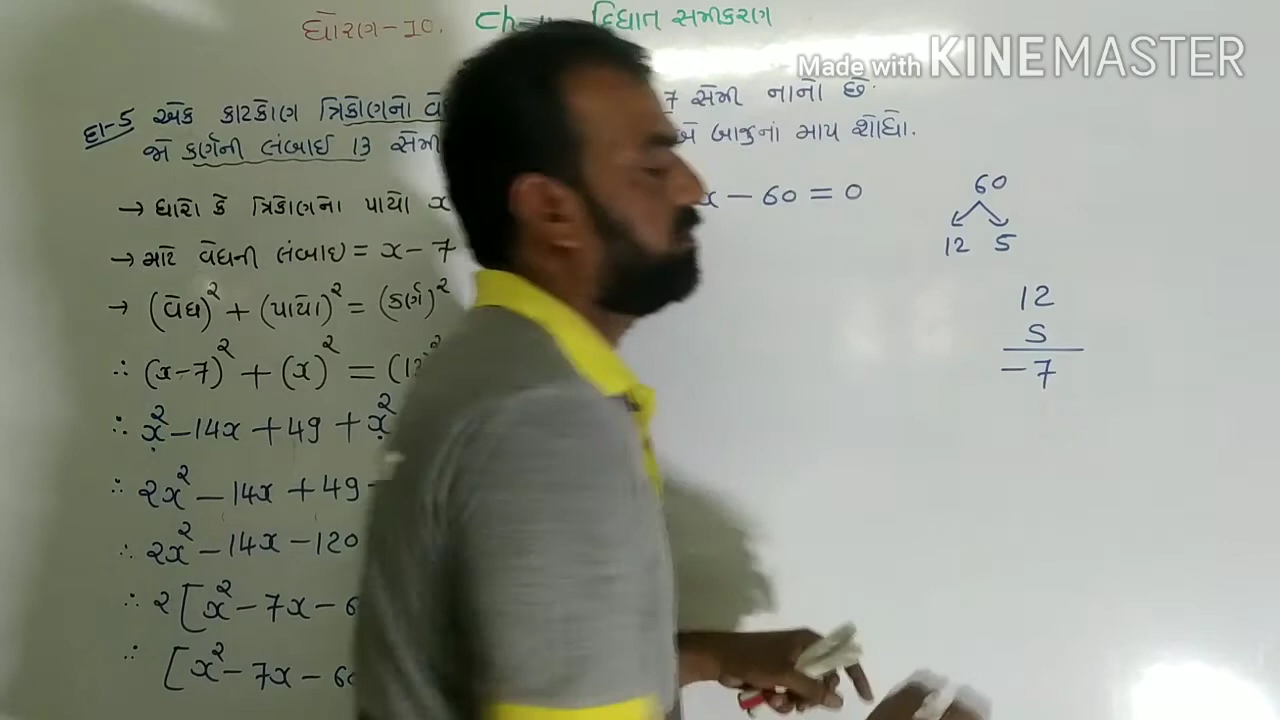 ધોરણ-10. Ch દ્વિઘાત સમીકરણ
Made with KINEMASTER
દા-5 એક કાટકોણ ત્રિકોણનો 7 સેમી નાનો છે.
જો કર્ણની લંબાઈ 13 સેમી બે બાજુનાં માપ શોધો.
→ ધારો કે ત્રિકોણનો પાયો x
→ માટે વેધની લંબાઇ = x - 7
→ (વેધ)² + (પાયો)² = (કર્ણ)²
∴ (x-7)² + (x)² =
∴ x² - 14x + 49 + x²
∴ 2x² - 14x + 49 -
∴ 2x² - 14x - 120
∴ 2[x² - 7x -
∴ [x² - 7x -
x - 60 = 0
60
12 5
12
5
-7